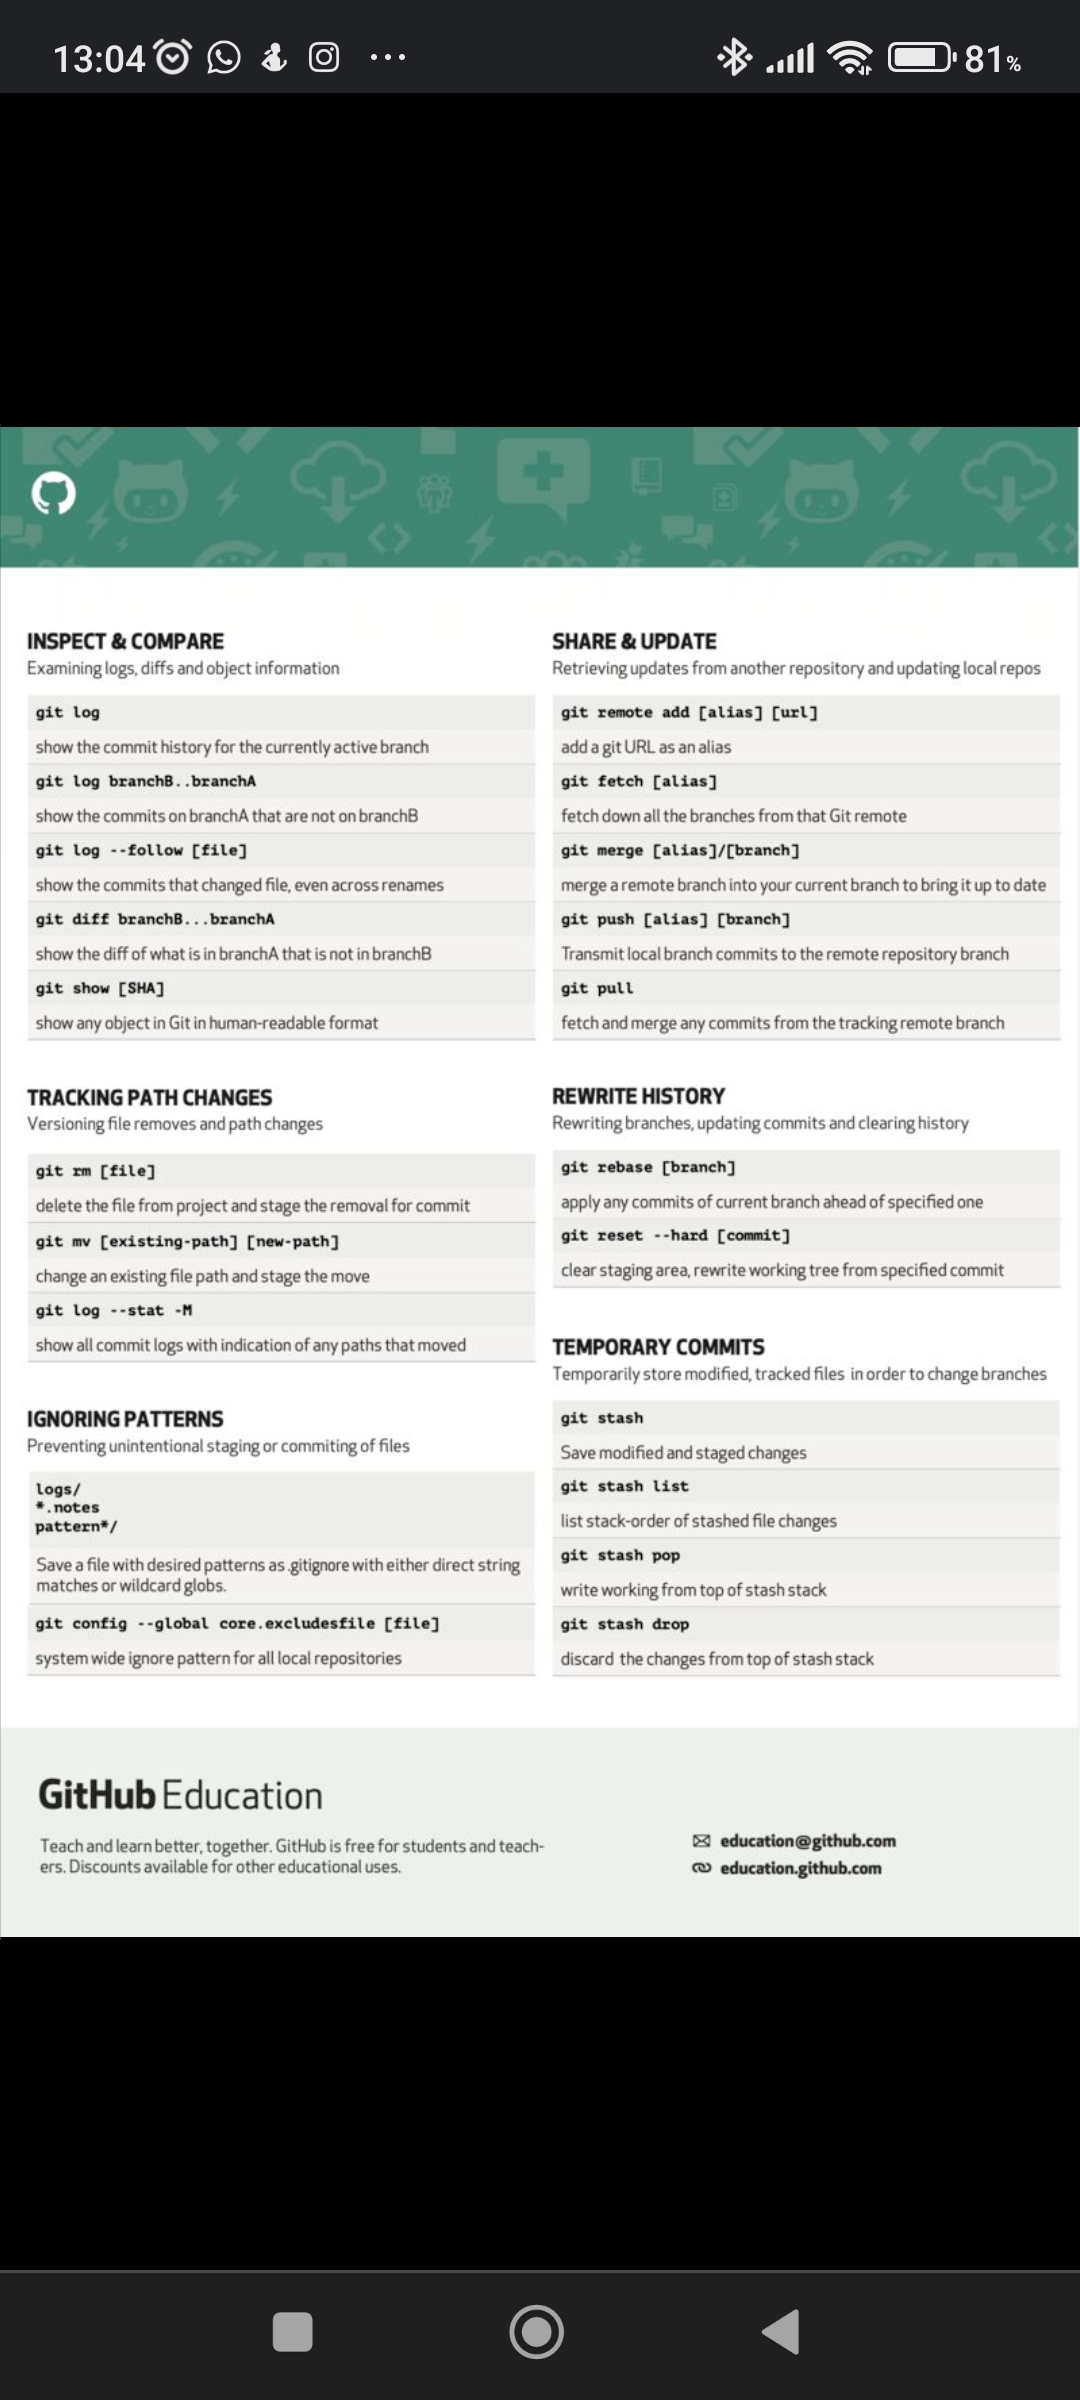 13:04
81%
INSPECT & COMPARE
Examining logs, diffs and object information
git log
show the commit history for the currently active branch
git log branchB..branchA
show the commits on branchA that are not on branchB
git log --follow [file]
show the commits that changed file, even across renames
git diff branchB...branchA
show the diff of what is in branchA that is not in branchB
git show [SHA]
show any object in Git in human-readable format
TRACKING PATH CHANGES
Versioning file removes and path changes
git rm [file]
delete the file from project and stage the removal for commit
git mv [existing-path] [new-path]
change an existing file path and stage the move
git log --stat -M
show all commit logs with indication of any paths that moved
IGNORING PATTERNS
Preventing unintentional staging or commiting of files
logs/
*.notes
pattern*/
Save a file with desired patterns as .gitignore with either direct string
matches or wildcard globs.
git config --global core.excludesfile [file]
system wide ignore pattern for all local repositories
SHARE & UPDATE
Retrieving updates from another repository and updating local repos
git remote add [alias] [url]
add a git URL as an alias
git fetch [alias]
fetch down all the branches from that Git remote
git merge [alias]/[branch]
merge a remote branch into your current branch to bring it up to date
git push [alias] [branch]
Transmit local branch commits to the remote repository branch
git pull
fetch and merge any commits from the tracking remote branch
REWRITE HISTORY
Rewriting branches, updating commits and clearing history
git rebase [branch]
apply any commits of current branch ahead of specified one
git reset --hard [commit]
clear staging area, rewrite working tree from specified commit
TEMPORARY COMMITS
Temporarily store modified, tracked files in order to change branches
git stash
Save modified and staged changes
git stash list
list stack-order of stashed file changes
git stash pop
write working from top of stash stack
git stash drop
discard the changes from top of stash stack
GitHub Education
Teach and learn better, together. GitHub is free for students and teach-
ers. Discounts available for other educational uses.
education@github.com
education.github.com